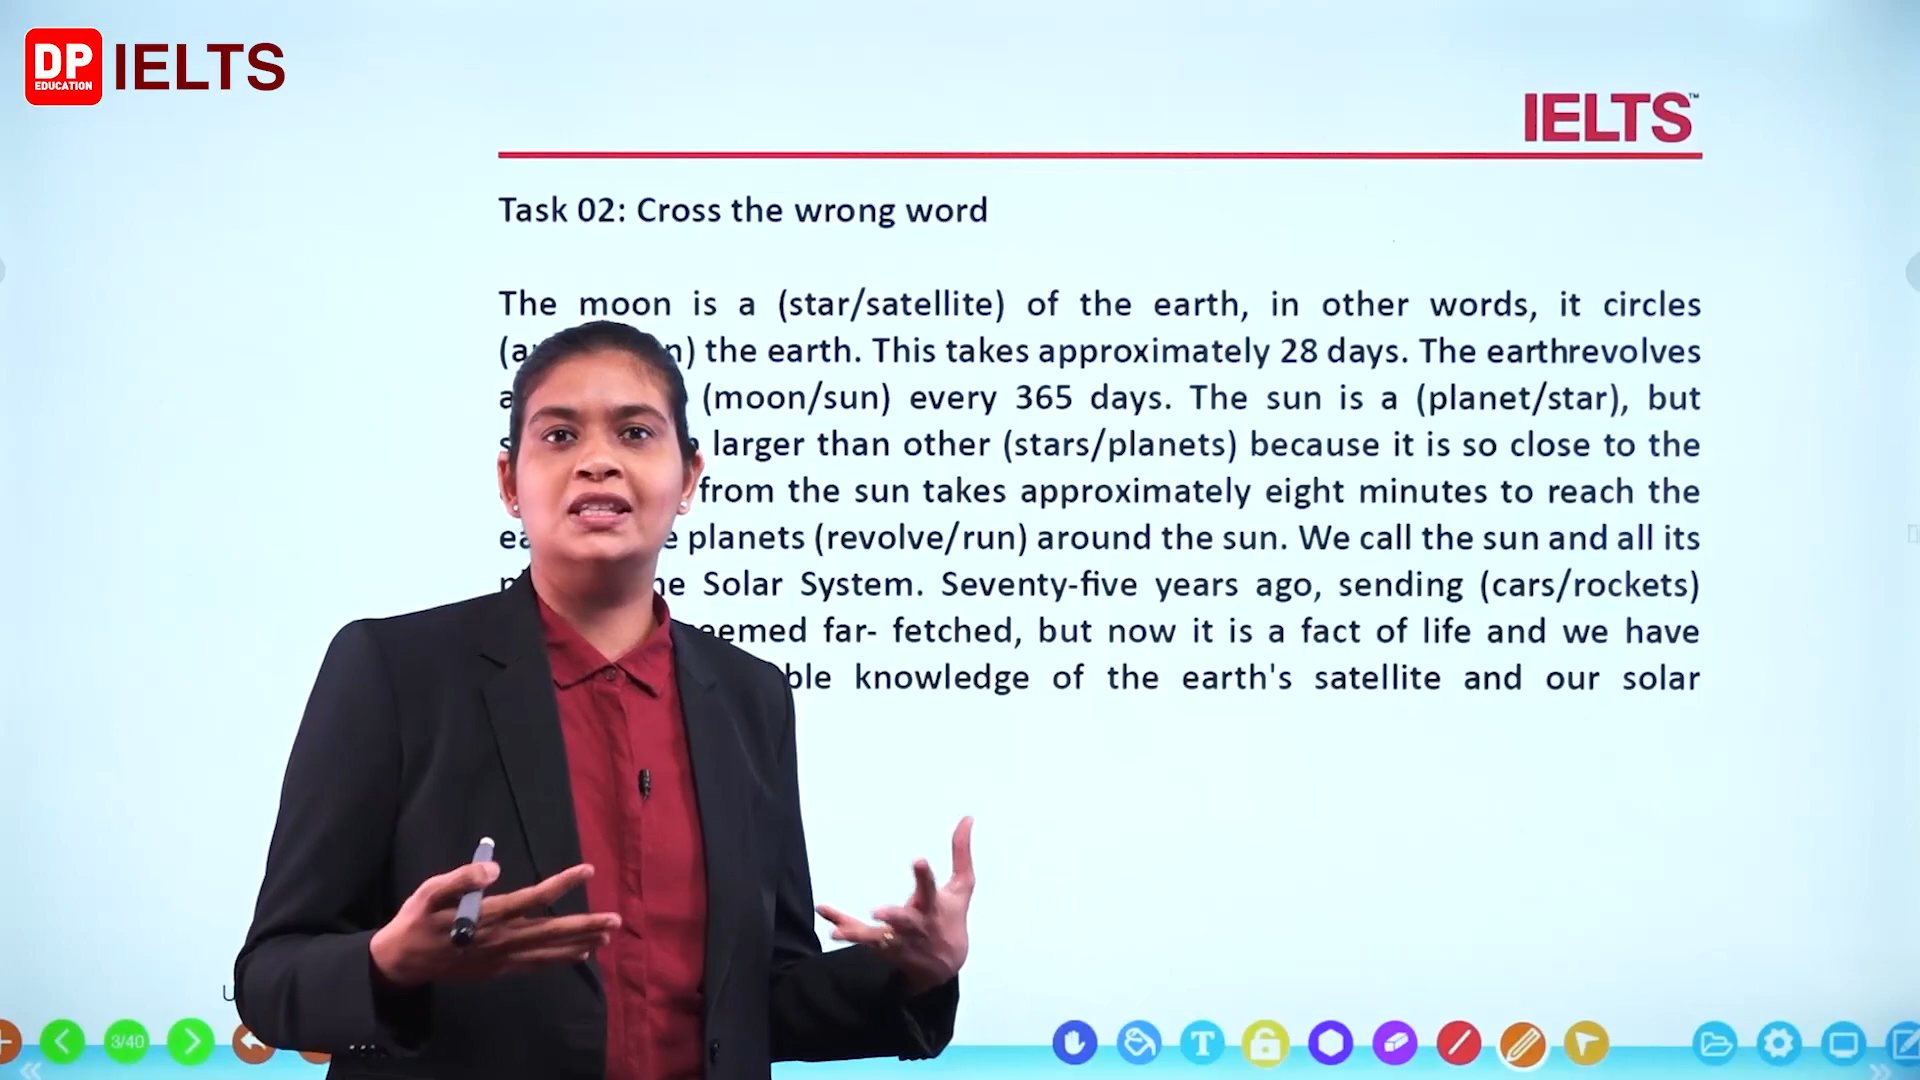 DP
EDUCATION
IELTS
IELTS™
Task 02: Cross the wrong word
The moon is a (star/satellite) of the earth, in other words, it circles
the earth. This takes approximately 28 days. The earthrevolves
(moon/sun) every 365 days. The sun is a (planet/star), but
larger than other (stars/planets) because it is so close to the
from the sun takes approximately eight minutes to reach the
planets (revolve/run) around the sun. We call the sun and all its
Solar System. Seventy-five years ago, sending (cars/rockets)
far- fetched, but now it is a fact of life and we have
knowledge of the earth's satellite and our solar
3/40
T